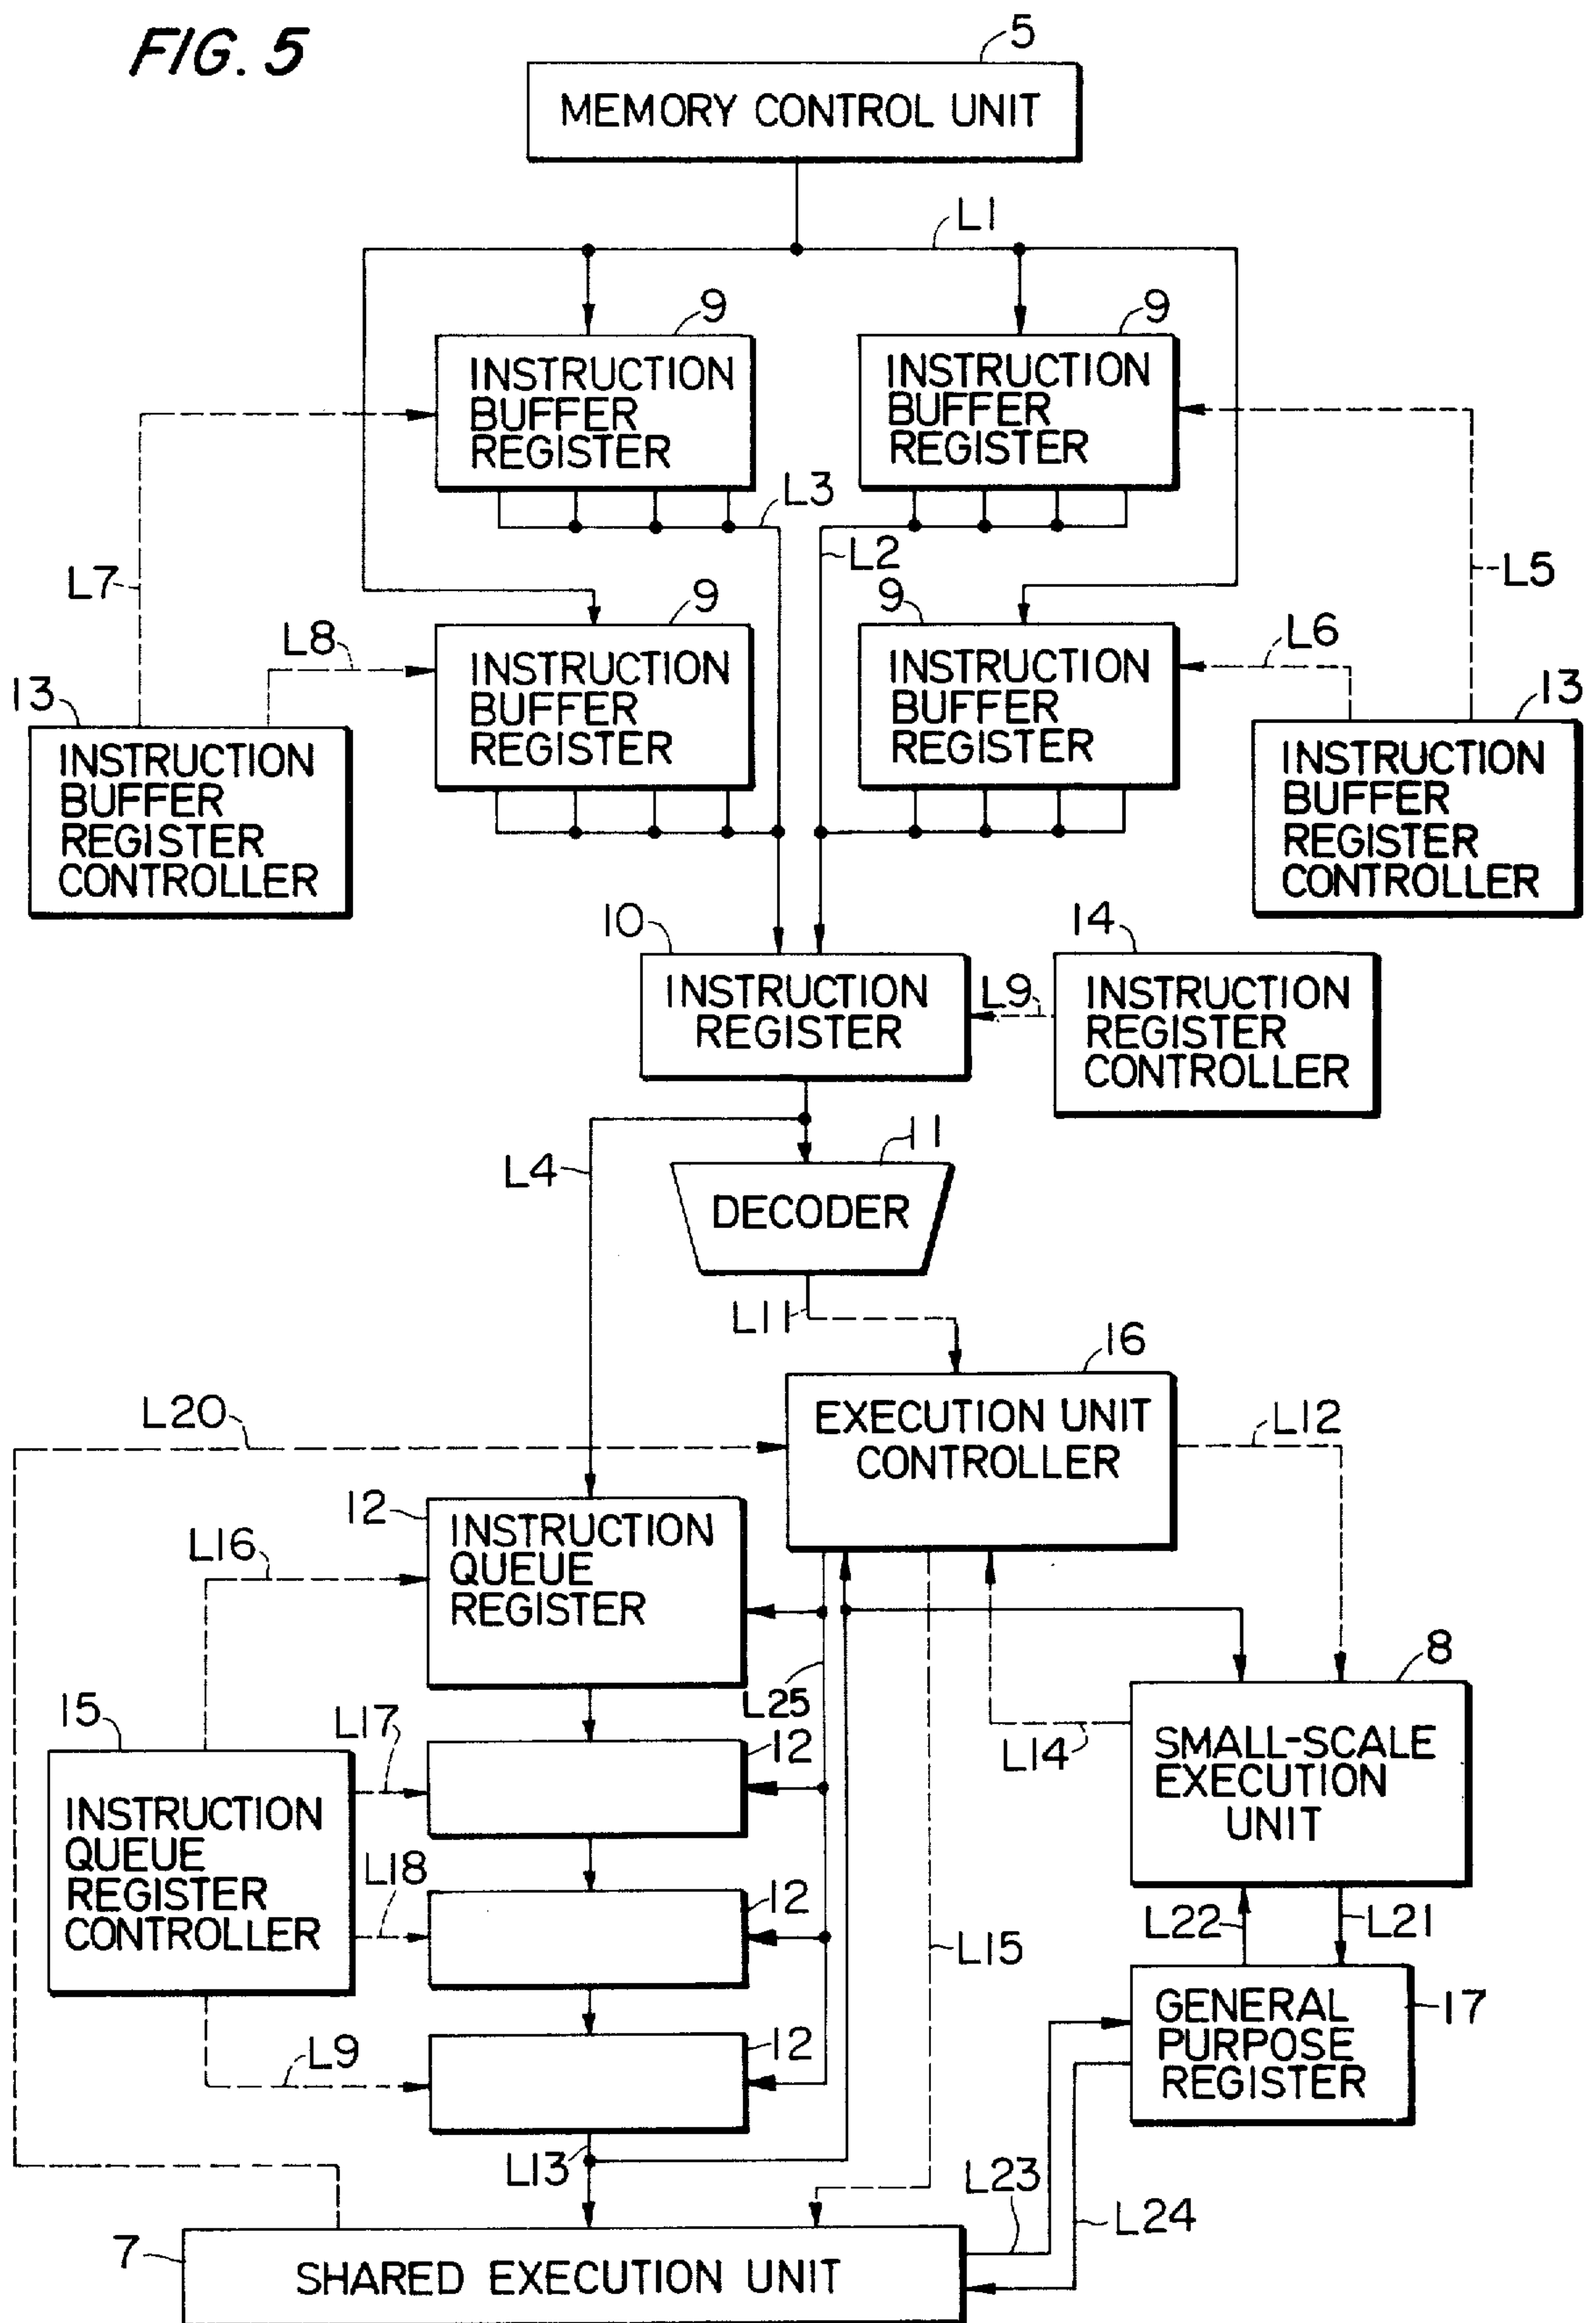 FIG. 5
5
MEMORY CONTROL UNIT
L1
9
INSTRUCTION
BUFFER
REGISTER
9
INSTRUCTION
BUFFER
REGISTER
L3
L2
L7
L5
9
INSTRUCTION
BUFFER
REGISTER
9
INSTRUCTION
BUFFER
REGISTER
L8
L6
13
INSTRUCTION
BUFFER
REGISTER
CONTROLLER
13
INSTRUCTION
BUFFER
REGISTER
CONTROLLER
10
INSTRUCTION
REGISTER
L9
14
INSTRUCTION
REGISTER
CONTROLLER
L4
11
DECODER
L11
16
EXECUTION UNIT
CONTROLLER
L20
L12
12
INSTRUCTION
QUEUE
REGISTER
L16
L25
8
SMALL-SCALE
EXECUTION
UNIT
L14
15
INSTRUCTION
QUEUE
REGISTER
CONTROLLER
L17
12
L18
12
L15
L22
L21
L9
12
17
GENERAL
PURPOSE
REGISTER
L13
L23
L24
7
SHARED EXECUTION UNIT